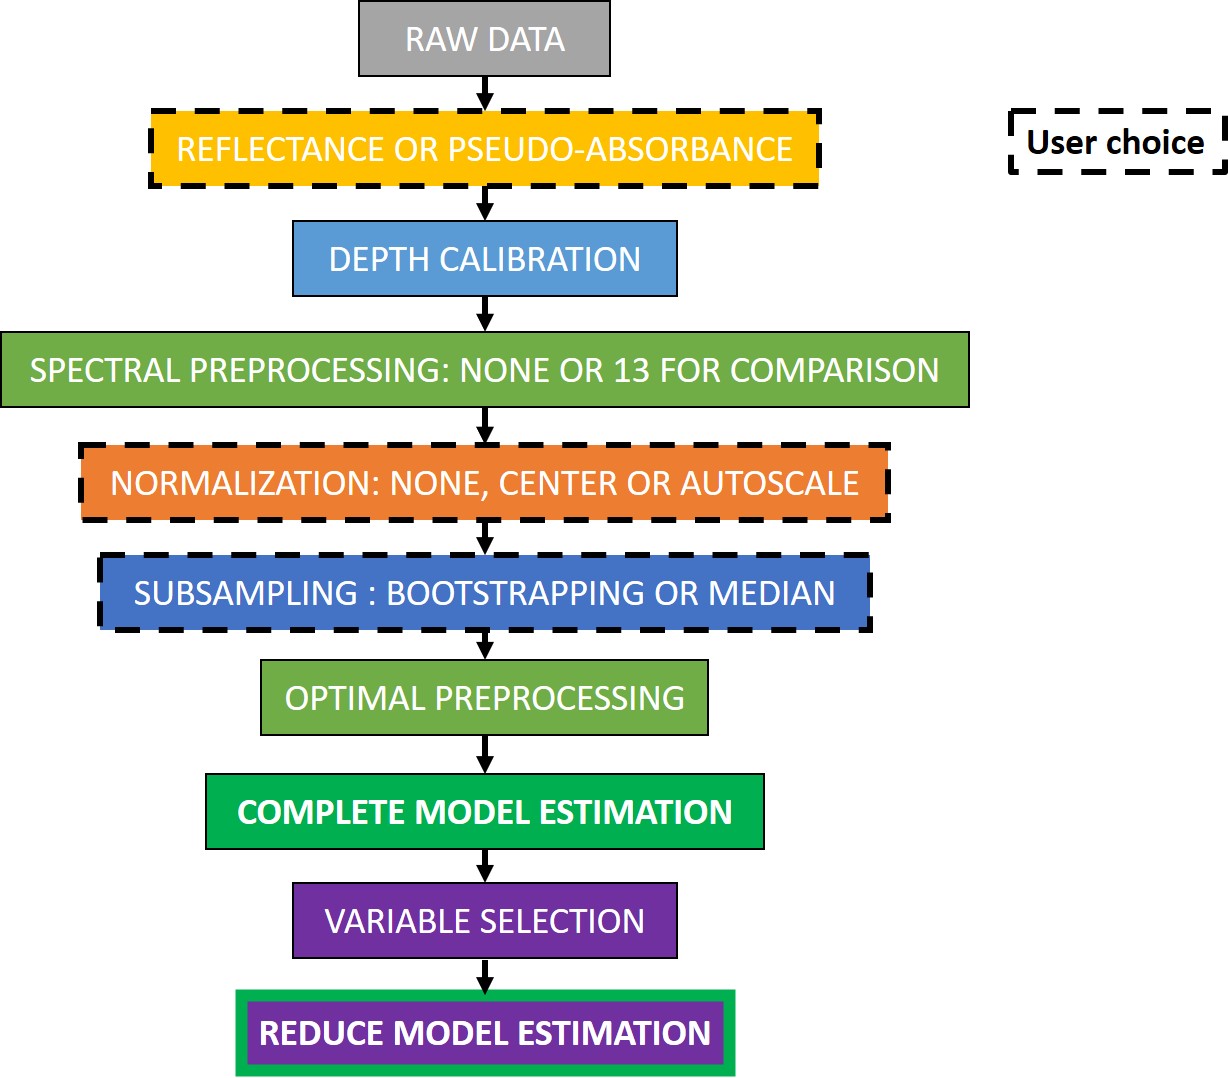 RAW DATA
REFLECTANCE OR PSEUDO-ABSORBANCE
User choice
DEPTH CALIBRATION
SPECTRAL PREPROCESSING: NONE OR 13 FOR COMPARISON
NORMALIZATION: NONE, CENTER OR AUTOSCALE
SUBSAMPLING : BOOTSTRAPPING OR MEDIAN
OPTIMAL PREPROCESSING
COMPLETE MODEL ESTIMATION
VARIABLE SELECTION
REDUCE MODEL ESTIMATION